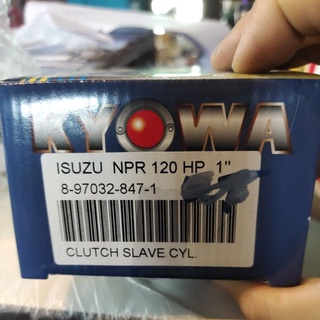 KYOWA
ISUZU NPR 120 HP 1"
8-97032-847-1
CLUTCH SLAVE CYL.